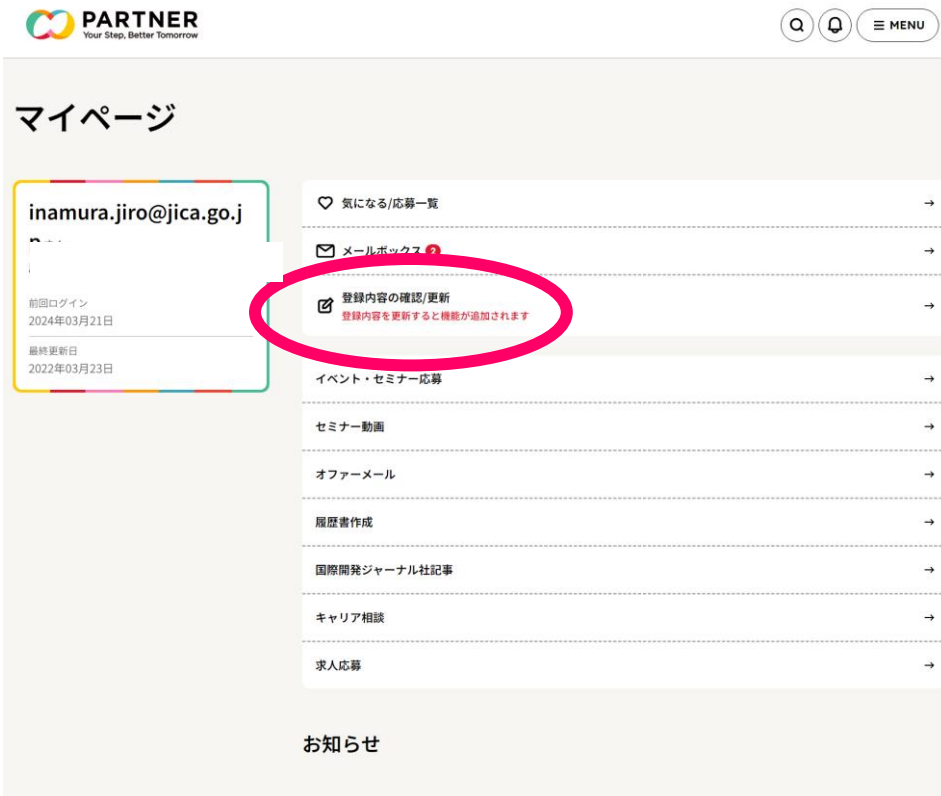 PARTNER
Your Step, Better Tomorrow
MENU
マイページ
inamura.jiro@jica.go.j
前回ログイン
2024年03月21日
最終更新日
2022年03月23日
気になる/応募一覧
メールボックス 2
登録内容の確認/更新
登録内容を更新すると機能が追加されます
イベント・セミナー応募
セミナー動画
オファーメール
履歴書作成
国際開発ジャーナル社記事
キャリア相談
求人応募
お知らせ